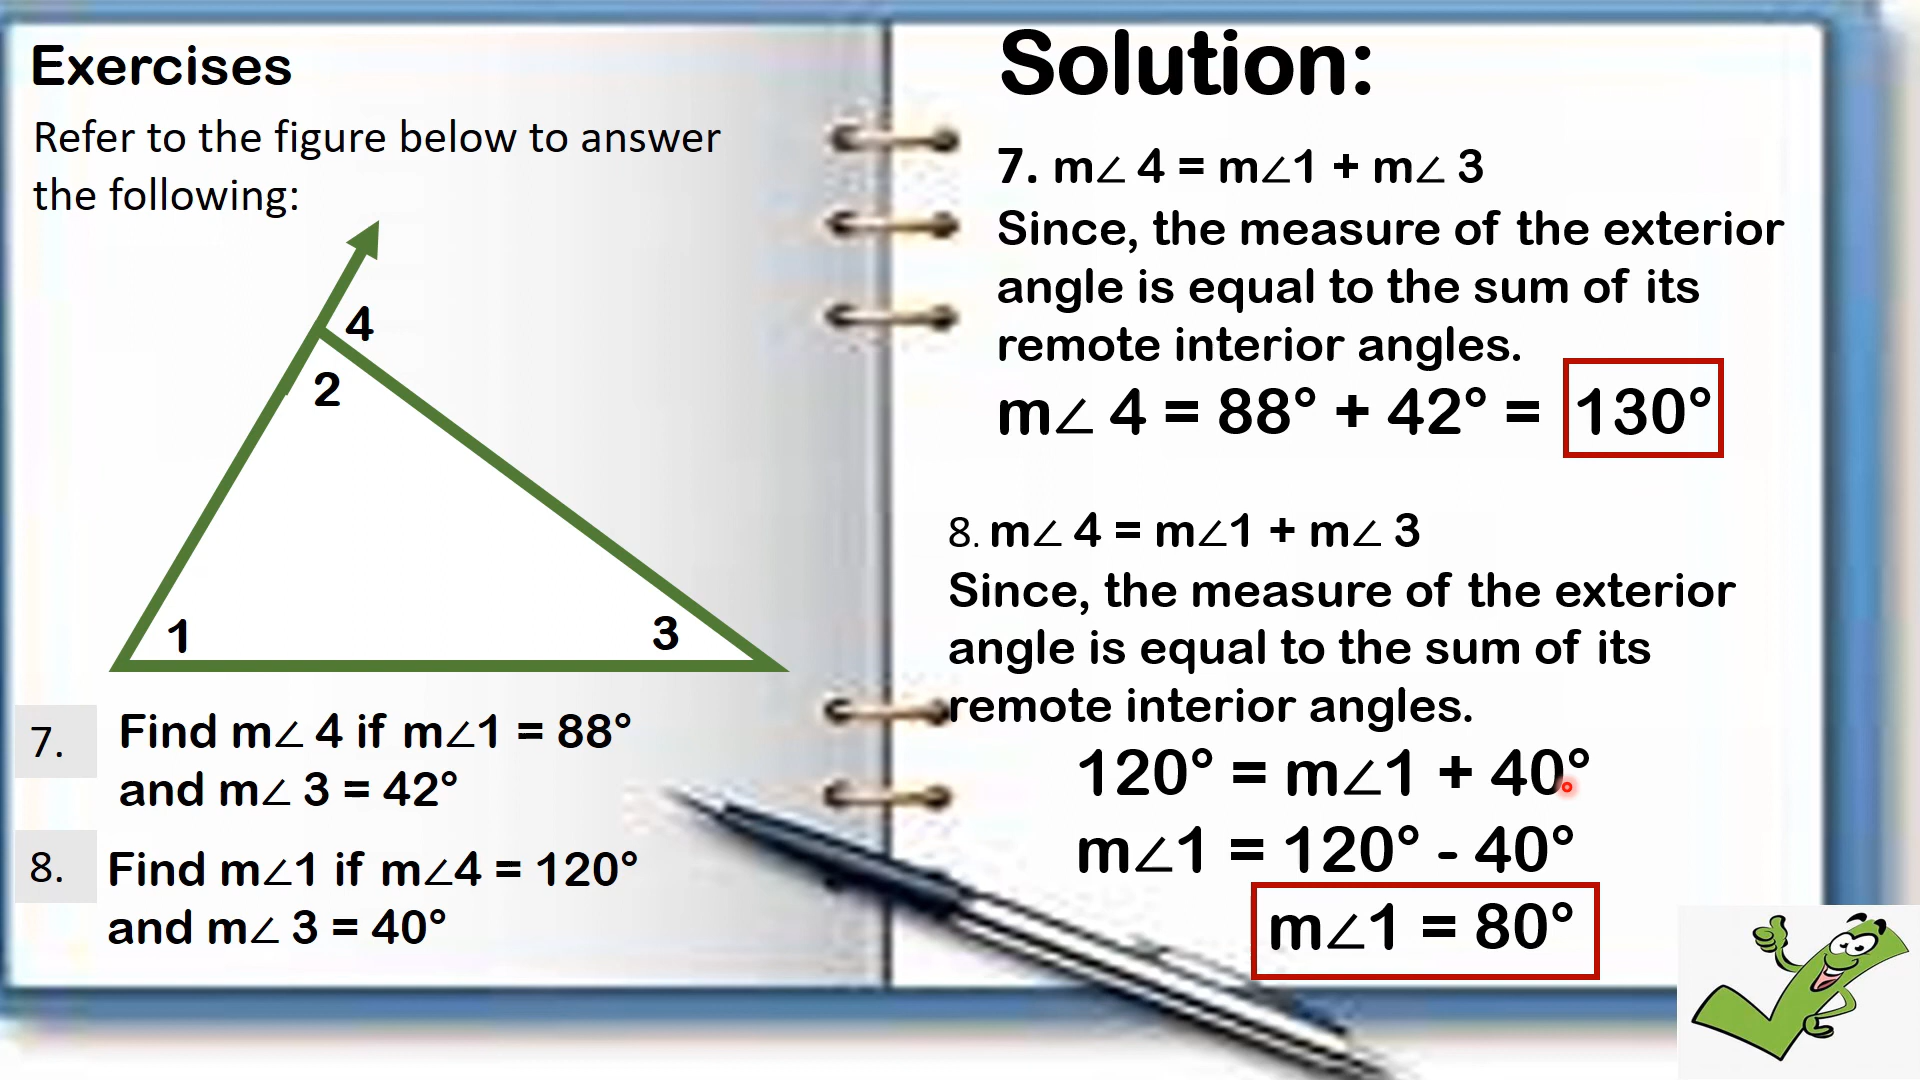 Exercises
Refer to the figure below to answer
the following:
4
2
1
3
7.
Find m∠ 4 if m∠1 = 88°
and m∠ 3 = 42°
8.
Find m∠1 if m∠4 = 120°
and m∠ 3 = 40°
Solution:
7. m∠ 4 = m∠1 + m∠ 3
Since, the measure of the exterior
angle is equal to the sum of its
remote interior angles.
m∠ 4 = 88° + 42° = 130°
8. m∠ 4 = m∠1 + m∠ 3
Since, the measure of the exterior
angle is equal to the sum of its
remote interior angles.
120° = m∠1 + 40°
m∠1 = 120° - 40°
m∠1 = 80°